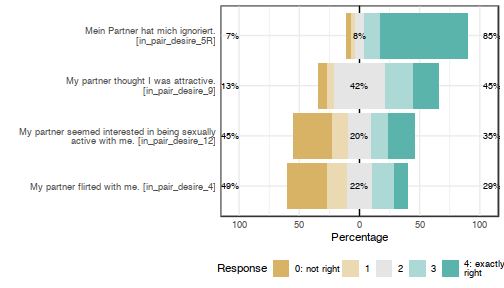 Mein Partner hat mich ignoriert.
[in_pair_desire_5R]
7% 8% 85%
My partner thought I was attractive.
[in_pair_desire_9]
13% 42% 45%
My partner seemed interested in being sexually
active with me. [in_pair_desire_12]
45% 20% 35%
My partner flirted with me. [in_pair_desire_4]
49% 22% 29%
100 50 0 50 100
Percentage
Response 0: not right 1 2 3 4: exactly
right